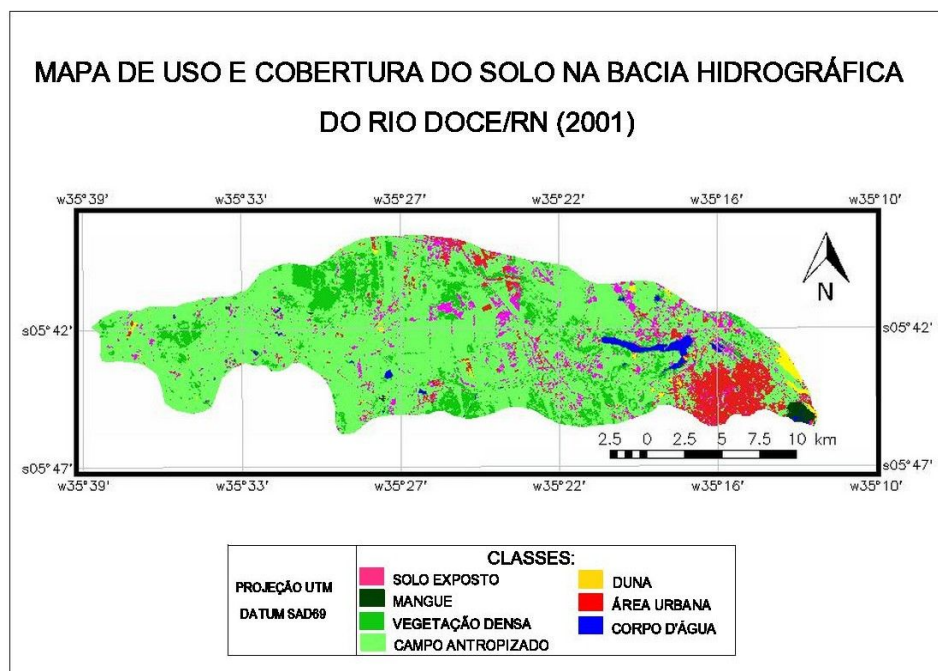 MAPA DE USO E COBERTURA DO SOLO NA BACIA HIDROGRÁFICA
DO RIO DOCE/RN (2001)
w35°39' w35°33' w35°27' w35°22' w35°16' w35°10'
N
s05°42' s05°42'
2.5 0 2.5 5 7.5 10 km
s05°47' s05°47'
w35°39' w35°33' w35°27' w35°22' w35°16' w35°10'
CLASSES:
PROJEÇÃO UTM
DATUM SAD69
SOLO EXPOSTO
MANGUE
VEGETAÇÃO DENSA
CAMPO ANTROPIZADO
DUNA
ÁREA URBANA
CORPO D'ÁGUA